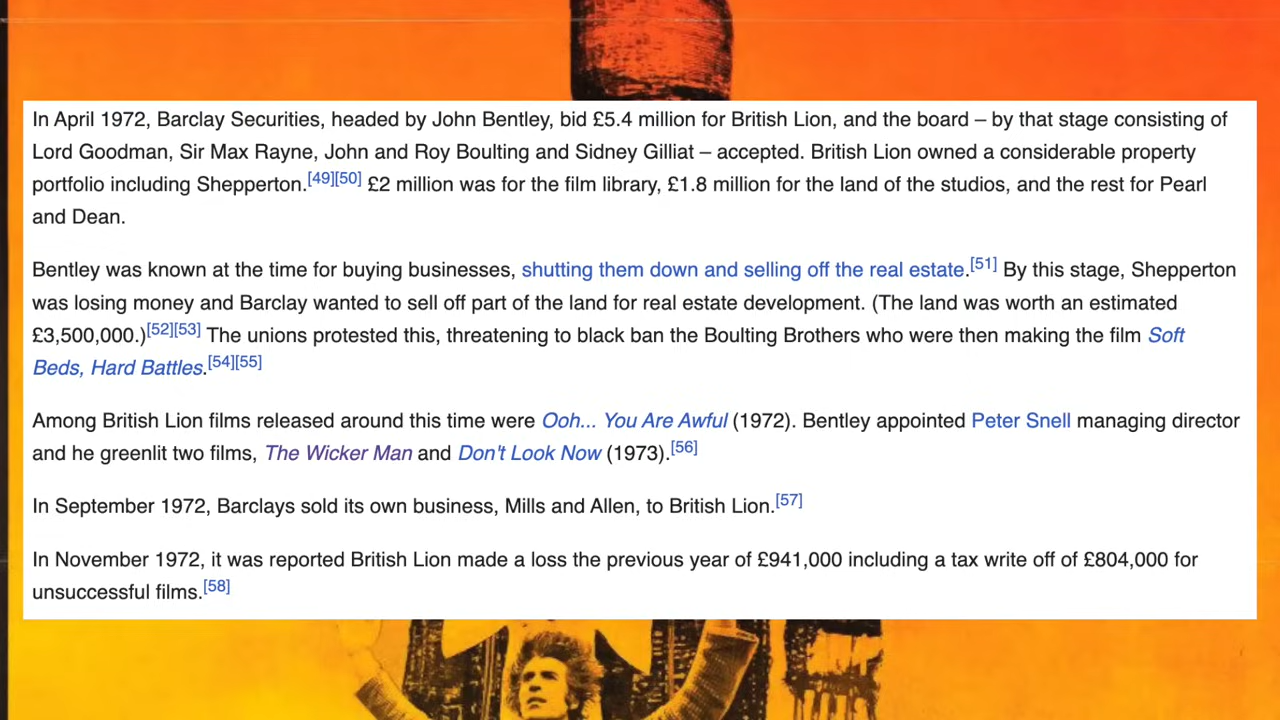 In April 1972, Barclay Securities, headed by John Bentley, bid £5.4 million for British Lion, and the board – by that stage consisting of
Lord Goodman, Sir Max Rayne, John and Roy Boulting and Sidney Gilliat – accepted. British Lion owned a considerable property
portfolio including Shepperton.[49][50] £2 million was for the film library, £1.8 million for the land of the studios, and the rest for Pearl
and Dean.
Bentley was known at the time for buying businesses, shutting them down and selling off the real estate.[51] By this stage, Shepperton
was losing money and Barclay wanted to sell off part of the land for real estate development. (The land was worth an estimated
£3,500,000.)[52][53] The unions protested this, threatening to black ban the Boulting Brothers who were then making the film Soft
Beds, Hard Battles.[54][55]
Among British Lion films released around this time were Ooh... You Are Awful (1972). Bentley appointed Peter Snell managing director
and he greenlit two films, The Wicker Man and Don't Look Now (1973).[56]
In September 1972, Barclays sold its own business, Mills and Allen, to British Lion.[57]
In November 1972, it was reported British Lion made a loss the previous year of £941,000 including a tax write off of £804,000 for
unsuccessful films.[58]